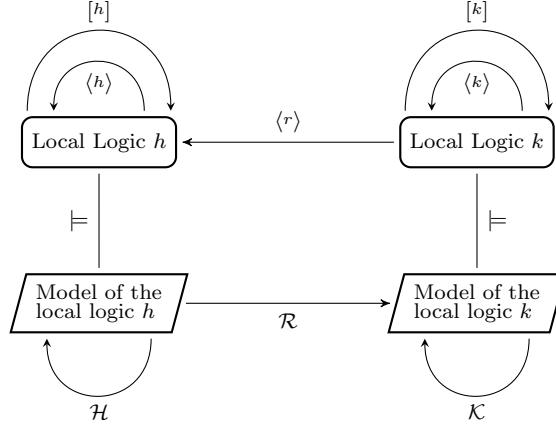 [h]
[k]
⟨h⟩
⟨k⟩
⟨r⟩
Local Logic h
Local Logic k
⊨
⊨
Model of the
local logic h
Model of the
local logic k
ℛ
ℋ
𝒦